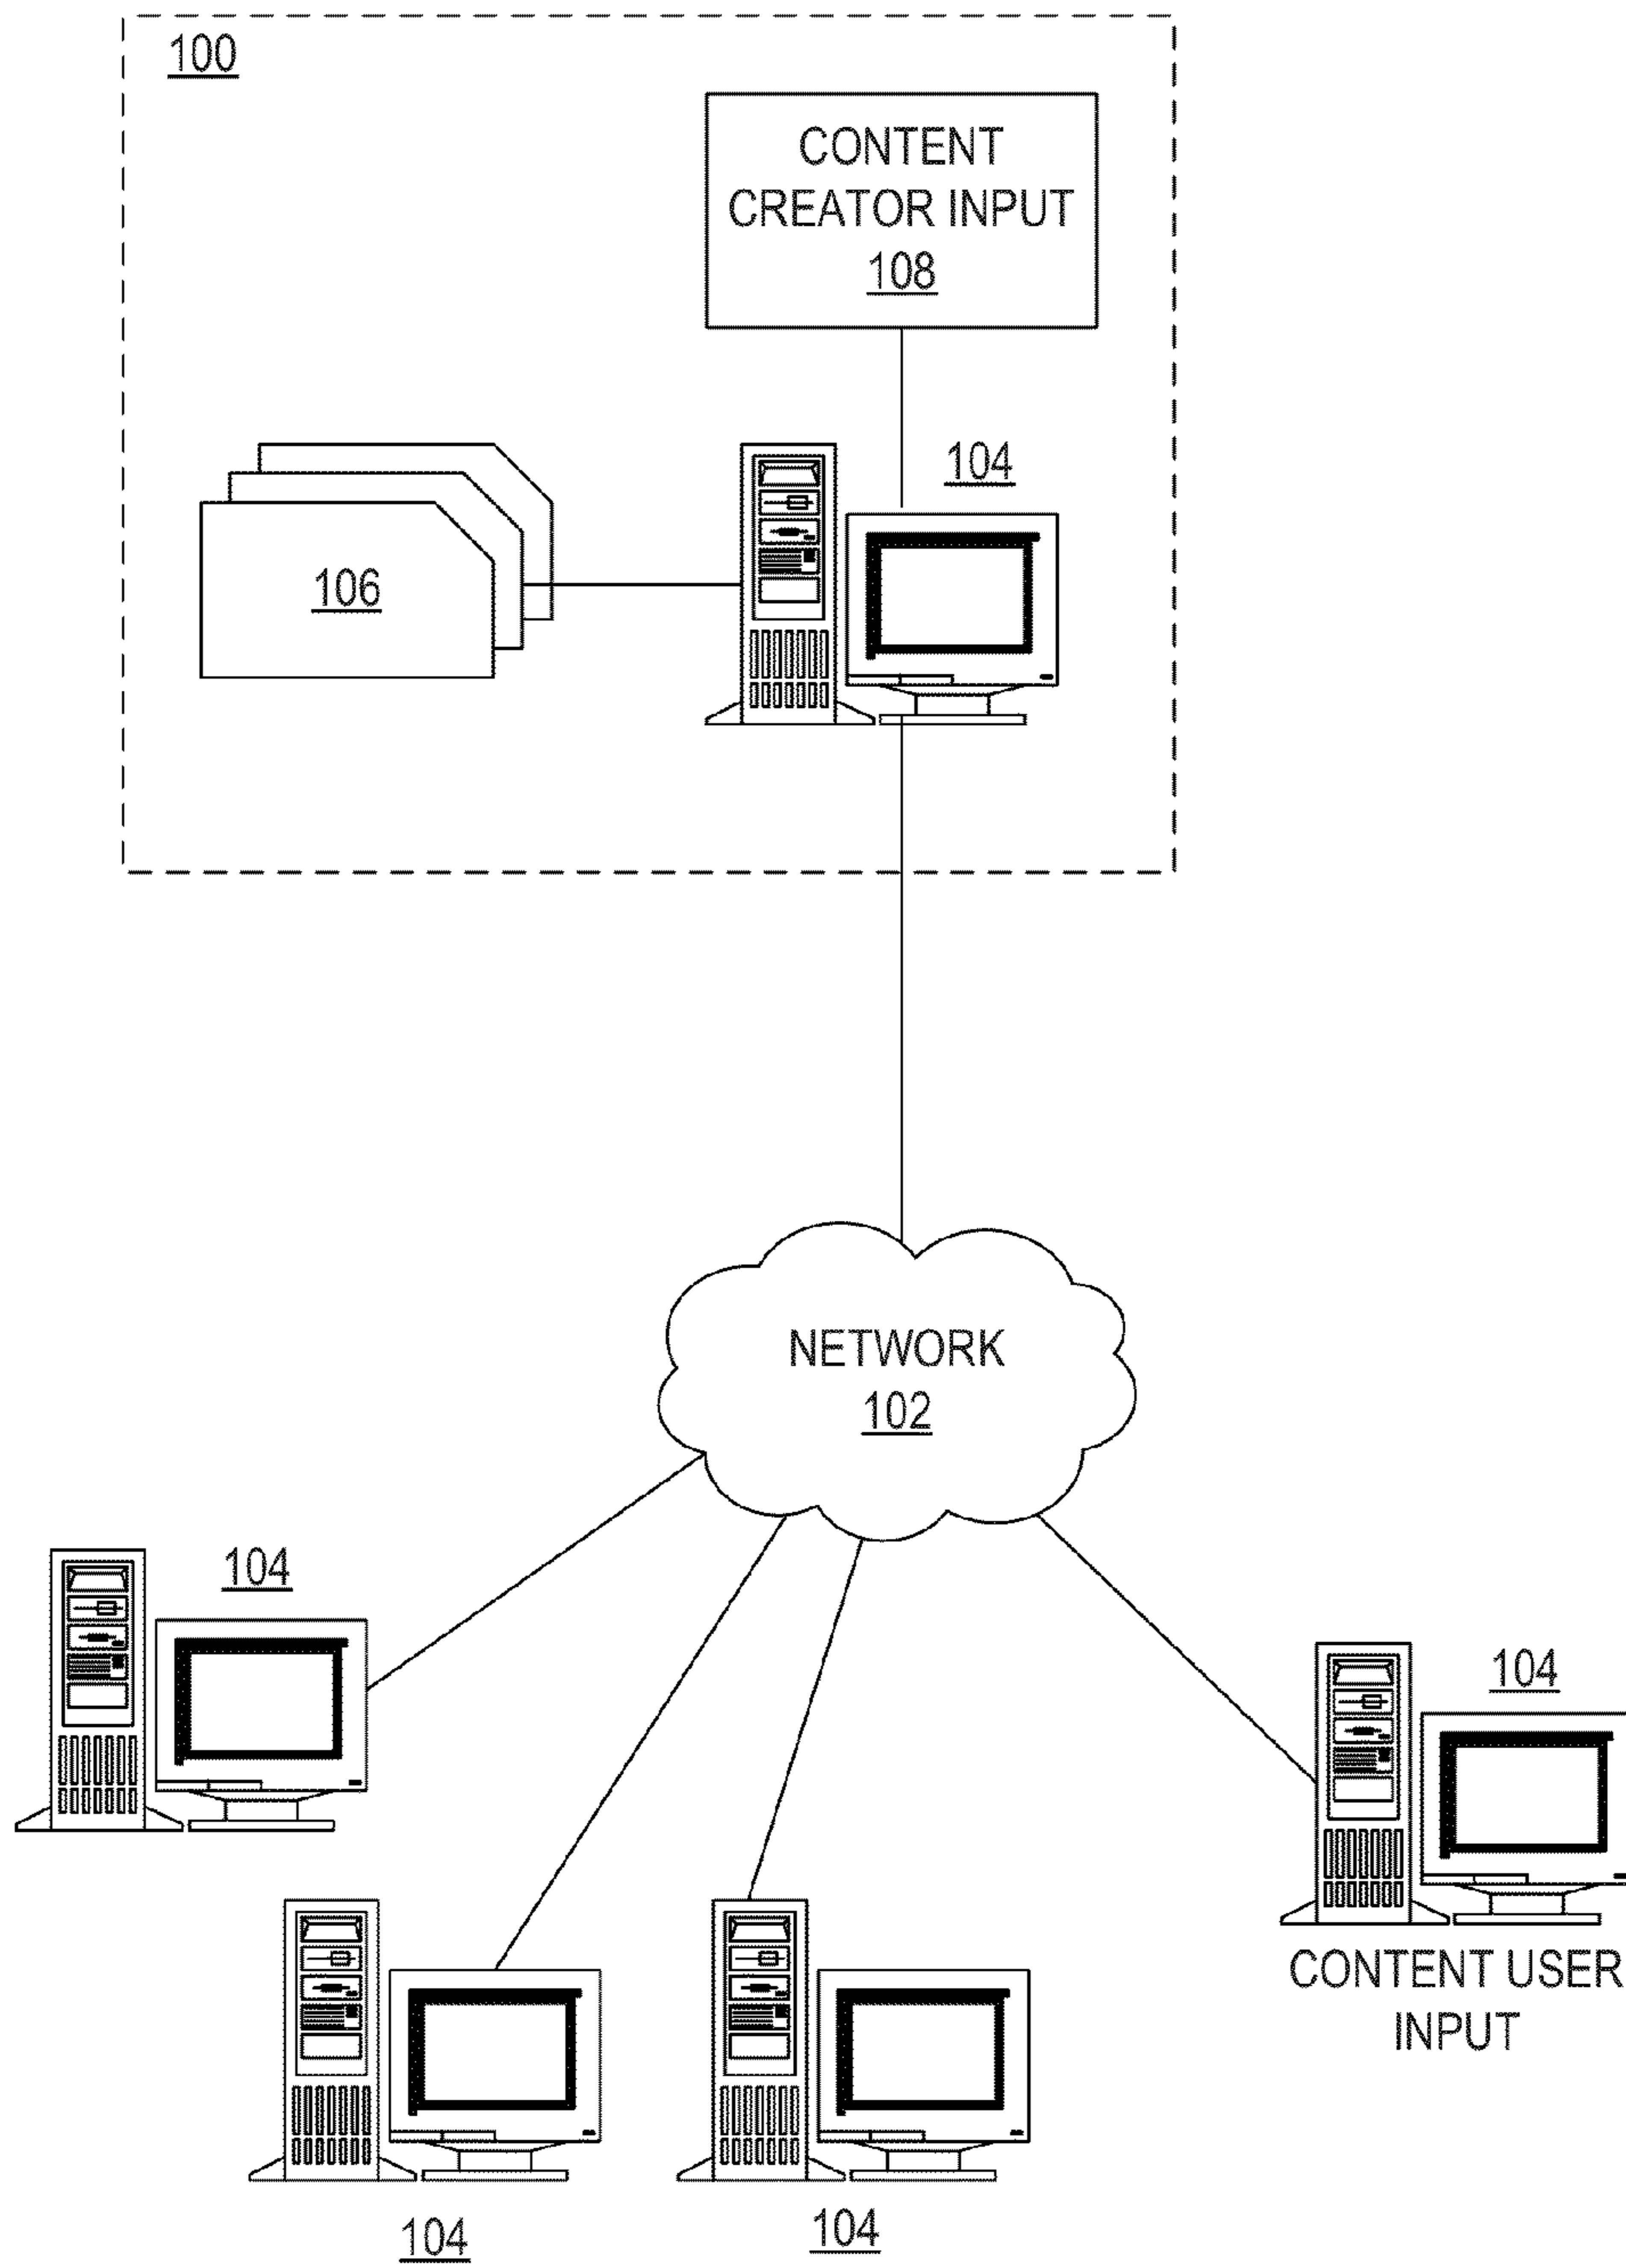 100
CONTENT
CREATOR INPUT
108
104
106
NETWORK
102
104
104
CONTENT USER
INPUT
104
104